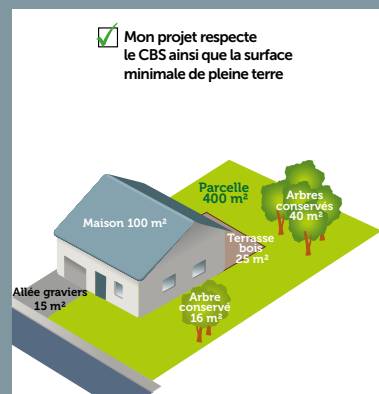 Mon projet respecte
le CBS ainsi que la surface
minimale de pleine terre
Parcelle
400 m²
Arbres
conservés
40 m²
Maison 100 m²
Terrasse
bois
25 m²
Allée graviers
15 m²
Arbre
conservé
16 m²